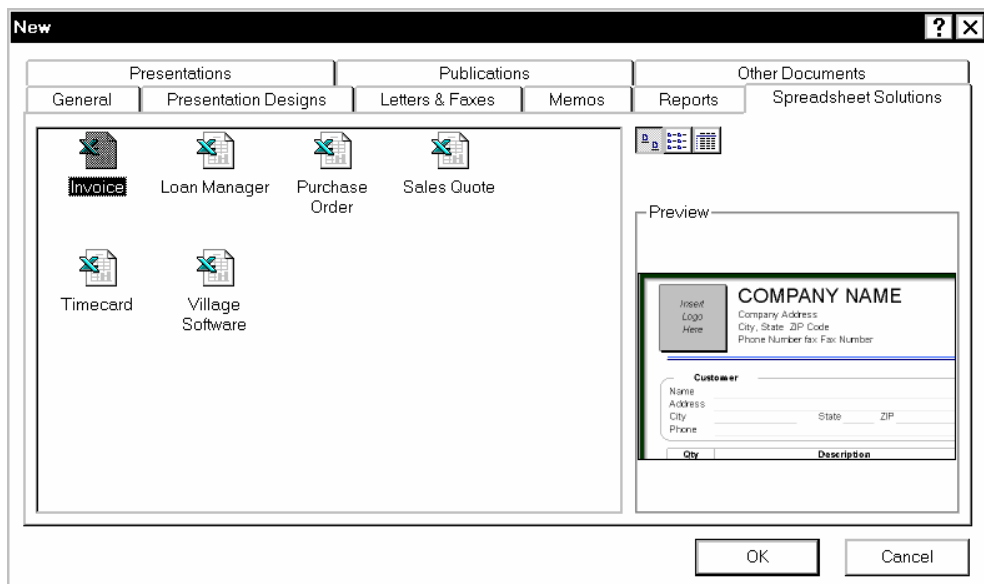 New
Presentations Publications Other Documents
General Presentation Designs Letters & Faxes Memos Reports Spreadsheet Solutions
Invoice Loan Manager Purchase Order Sales Quote
Timecard Village Software
Preview
Insert
Logo
Here
COMPANY NAME
Company Address
City, State ZIP Code
Phone Number fax Fax Number
Customer
Name
Address
City State ZIP
Phone
Qty Description
OK Cancel